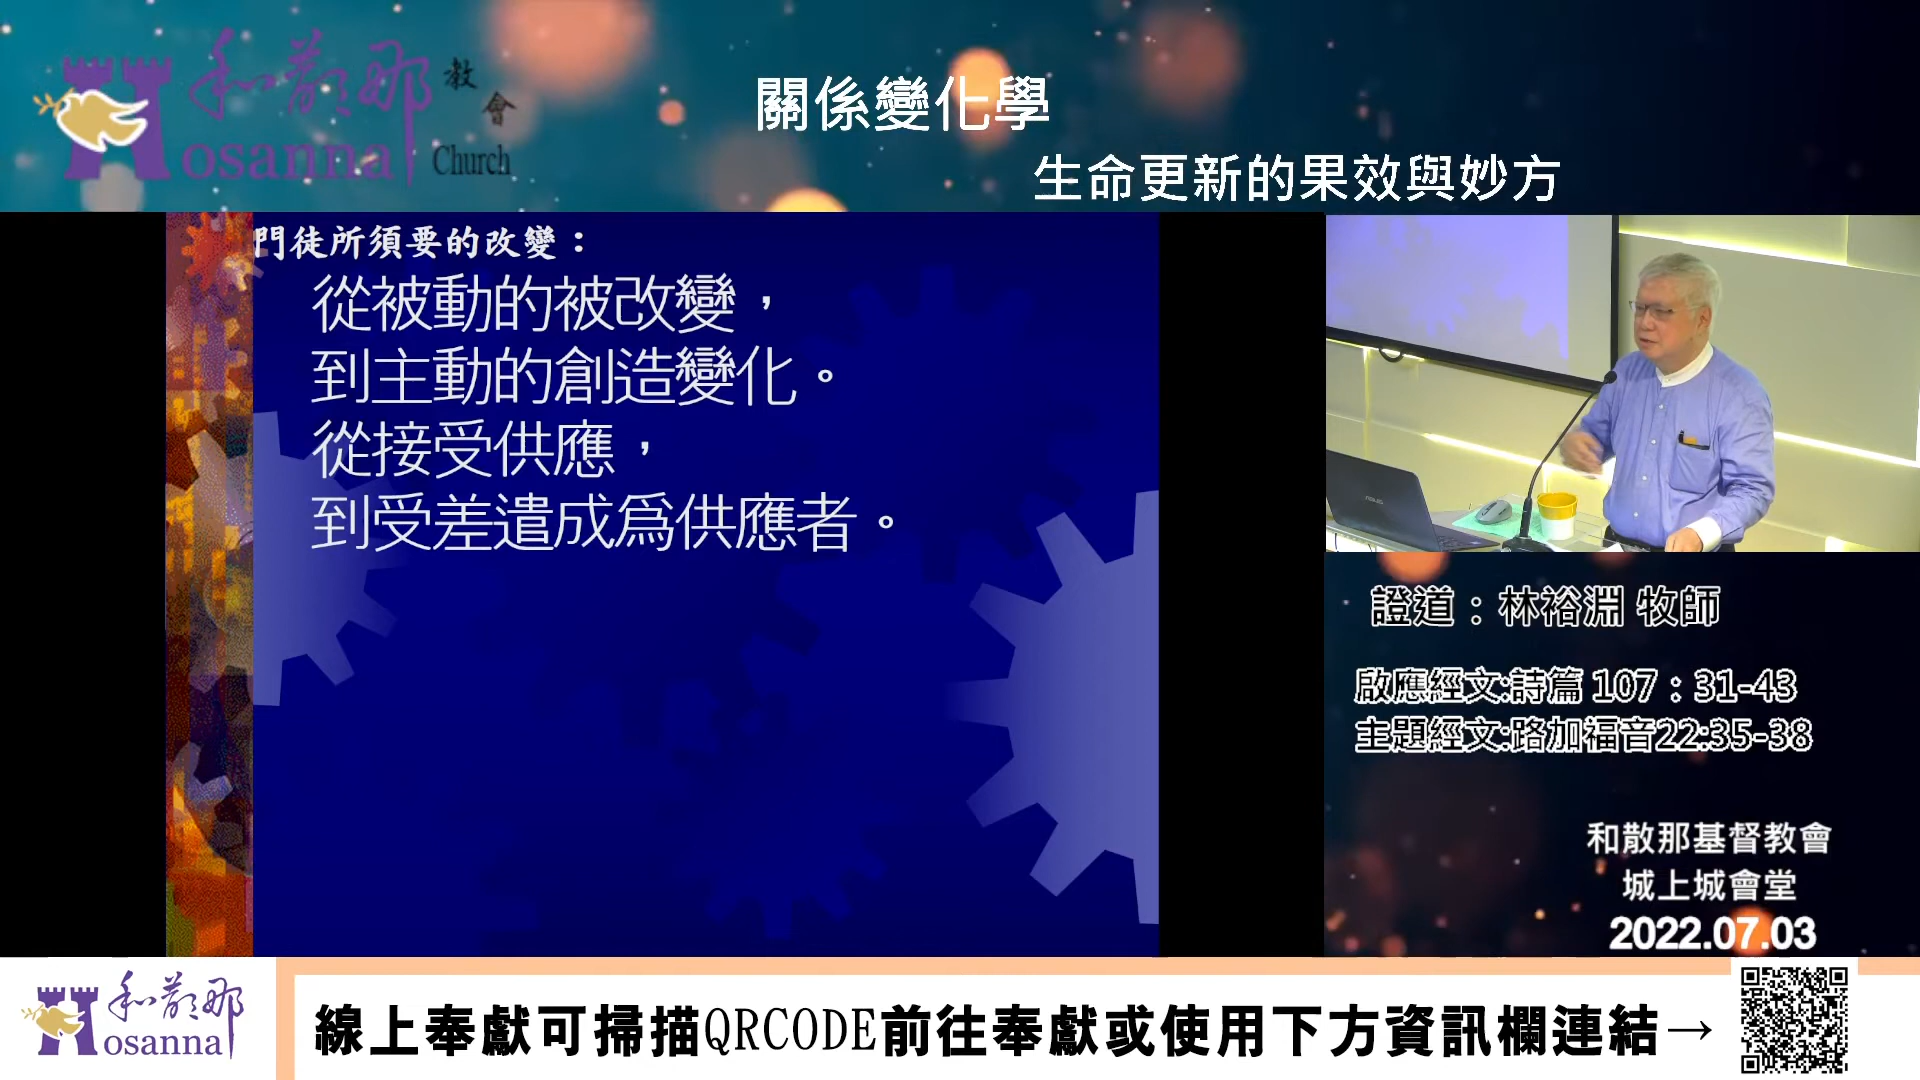 和散那
教會
Hosanna Church
關係變化學
生命更新的果效與妙方
門徒所須要的改變：
從被動的被改變，
到主動的創造變化。
從接受供應，
到受差遣成為供應者。
ASUS
證道：林裕淵 牧師
啟應經文:詩篇 107：31-43
主題經文:路加福音22:35-38
和散那基督教會
城上城會堂
2022.07.03
和散那
Hosanna
線上奉獻可掃描QRCODE前往奉獻或使用下方資訊欄連結→